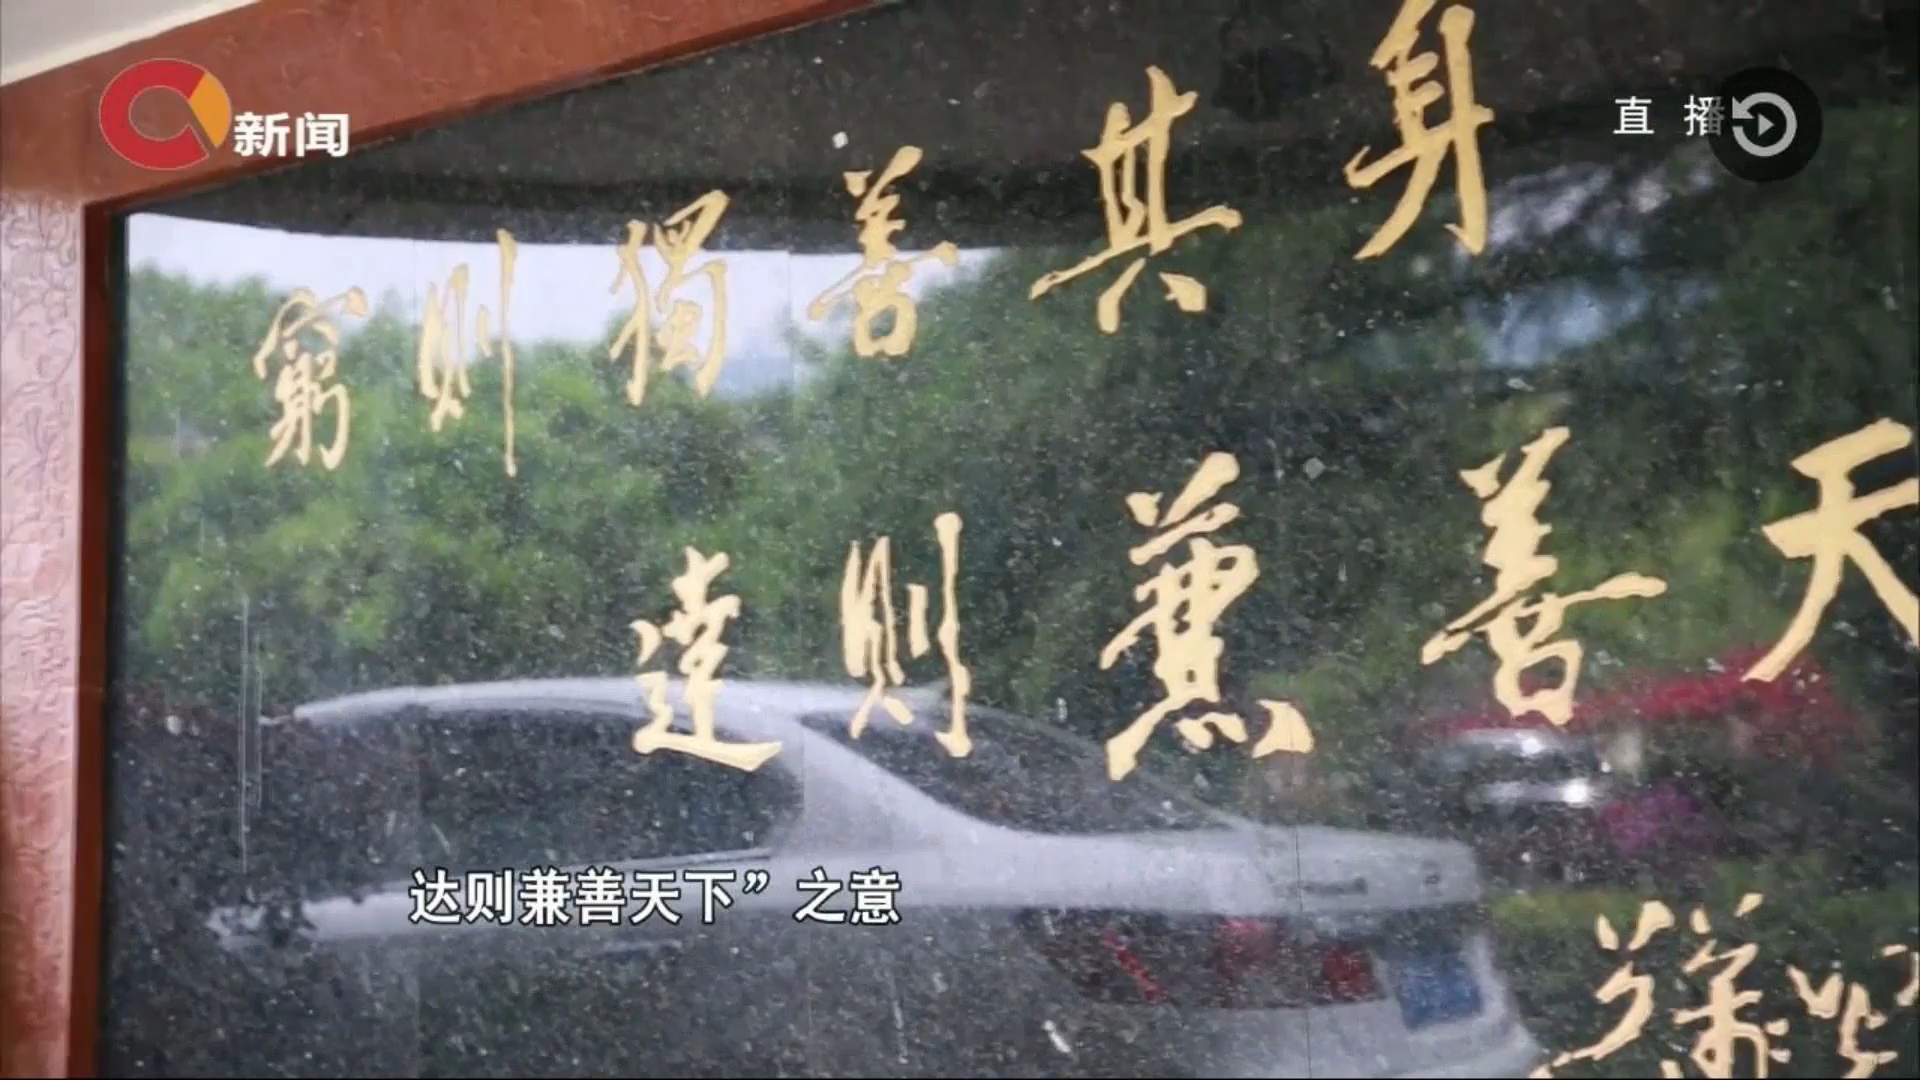 新闻
直 播
窮則獨善其身
達則兼善天
达则兼善天下”之意